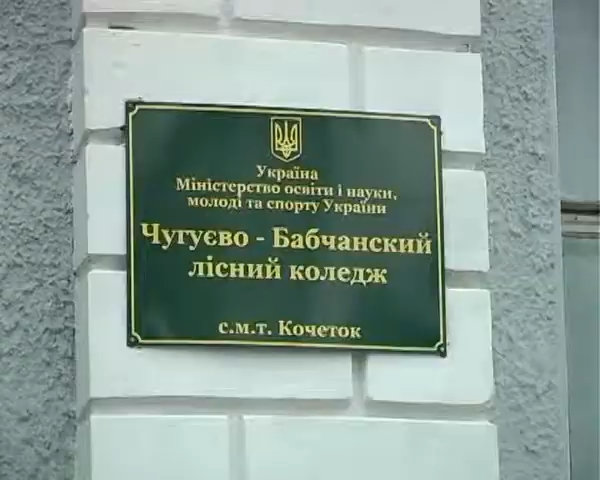 Україна
Міністерство освіти і науки,
молоді та спорту України
Чугуєво - Бабчанский
лісний коледж
с.м.т. Кочеток